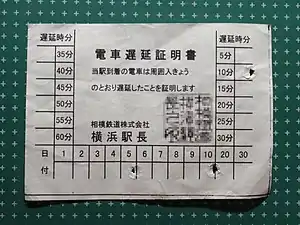 遅延時分
35分
40分
45分
50分
55分
60分
電車遅延証明書
当駅到着の電車は周囲入きょう
のとおり遅延したことを証明します
相模鉄道株式会社
横浜駅長
遅延時分
5分
10分
15分
20分
25分
30分
日付 1 2 3 4 5 6 7 8 9 10 20 30